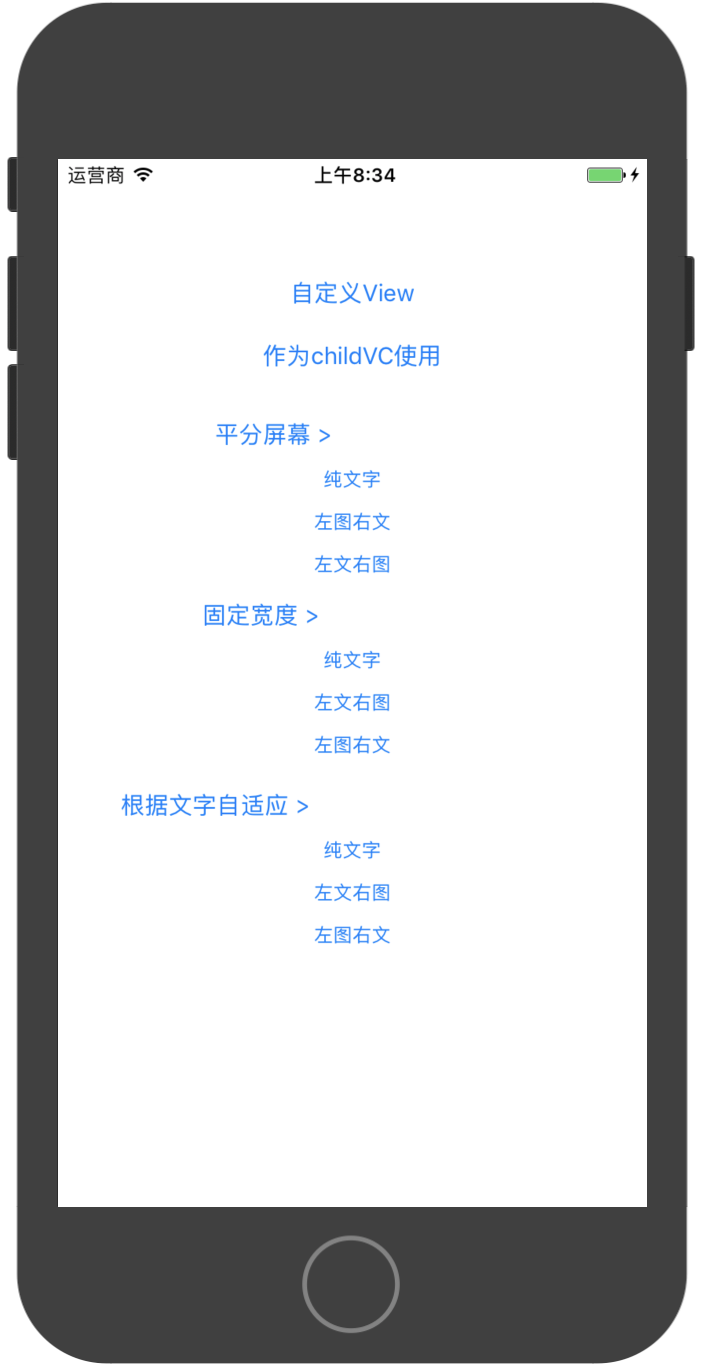 运营商 上午8:34
自定义View
作为childVC使用
平分屏幕 >
纯文字
左图右文
左文右图
固定宽度 >
纯文字
左文右图
左图右文
根据文字自适应 >
纯文字
左文右图
左图右文